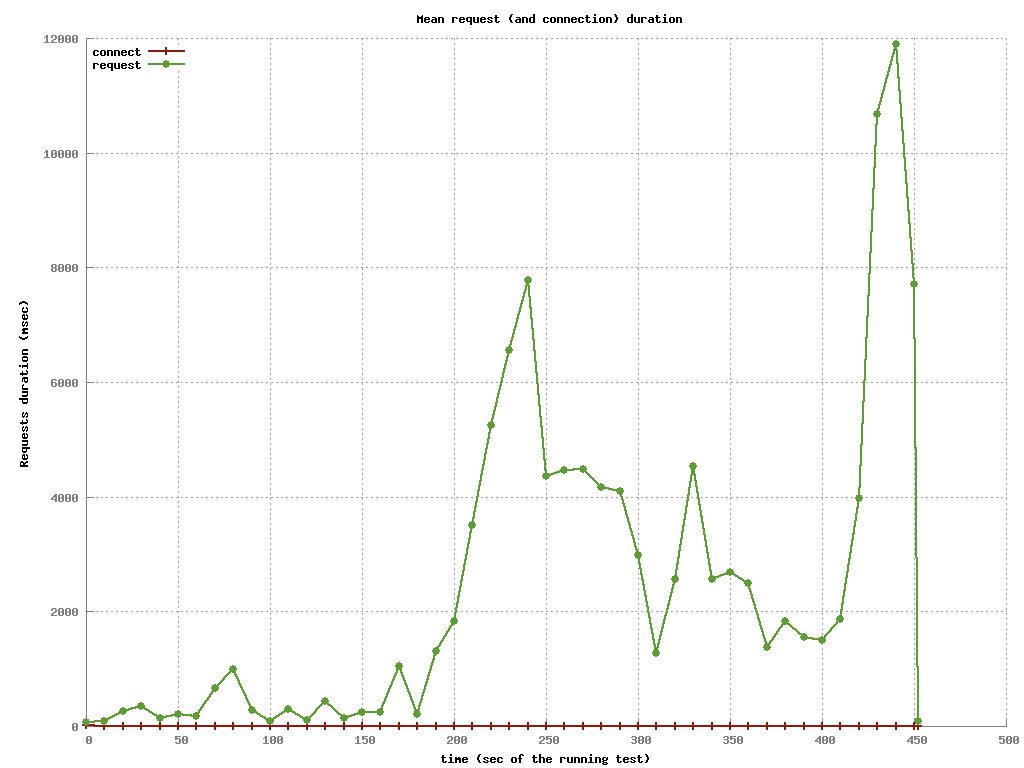 Mean request (and connection) duration
connect
request
12000
10000
8000
6000
4000
2000
0
Requests duration (msec)
0 50 100 150 200 250 300 350 400 450 500
time (sec of the running test)